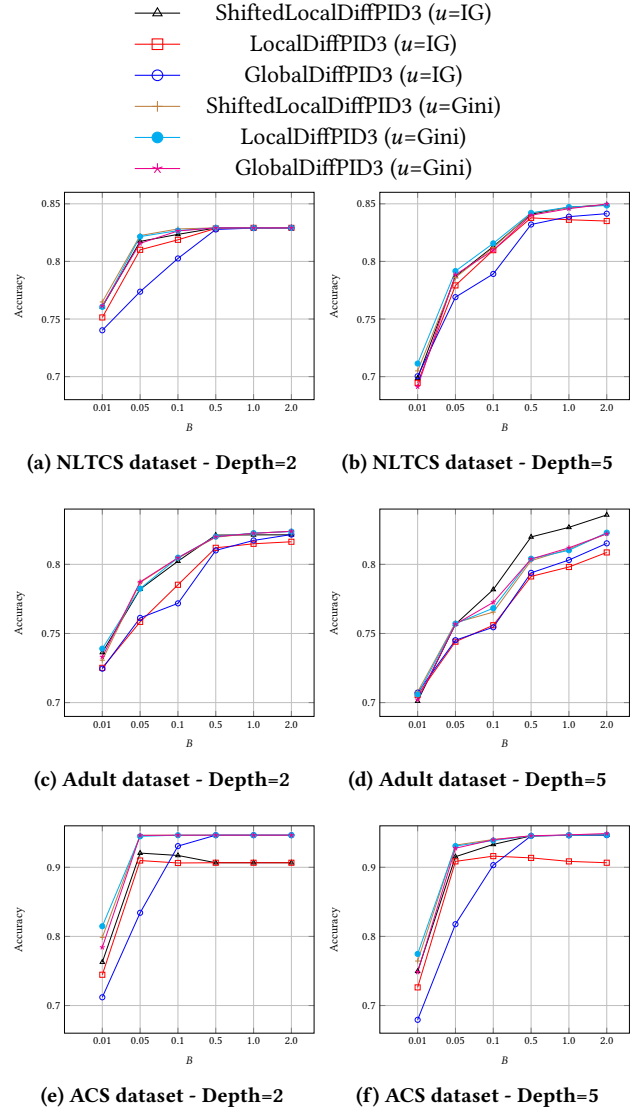 ShiftedLocalDiffPID3 (u=IG)
LocalDiffPID3 (u=IG)
GlobalDiffPID3 (u=IG)
ShiftedLocalDiffPID3 (u=Gini)
LocalDiffPID3 (u=Gini)
GlobalDiffPID3 (u=Gini)
0.85
0.8
0.75
0.7
Accuracy
0.01 0.05 0.1 0.5 1.0 2.0
B
(a) NLTCS dataset - Depth=2
0.85
0.8
0.75
0.7
Accuracy
0.01 0.05 0.1 0.5 1.0 2.0
B
(b) NLTCS dataset - Depth=5
0.8
0.75
0.7
Accuracy
0.01 0.05 0.1 0.5 1.0 2.0
B
(c) Adult dataset - Depth=2
0.8
0.75
0.7
Accuracy
0.01 0.05 0.1 0.5 1.0 2.0
B
(d) Adult dataset - Depth=5
0.9
0.8
0.7
Accuracy
0.01 0.05 0.1 0.5 1.0 2.0
B
(e) ACS dataset - Depth=2
0.9
0.8
0.7
Accuracy
0.01 0.05 0.1 0.5 1.0 2.0
B
(f) ACS dataset - Depth=5